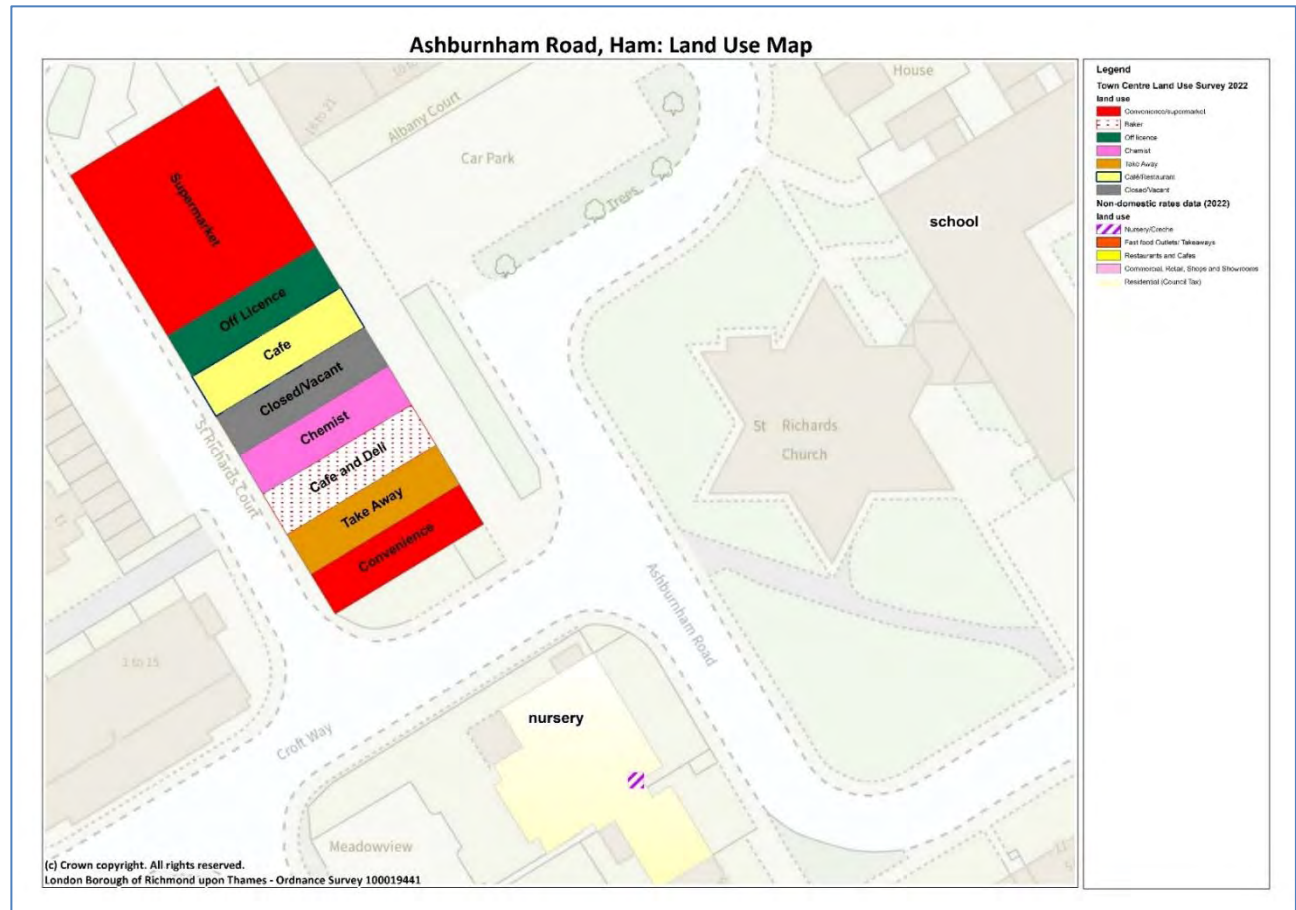 Ashburnham Road, Ham: Land Use Map
House
16 to 21
Albany Court
Car Park
Trees
school
Supermarket
Off Licence
Cafe
Closed/Vacant
Chemist
Cafe and Deli
Take Away
Convenience
St Richards Court
St Richards
Church
Ashburnham Road
1 to 15
Croft Way
nursery
Meadowview
11
(c) Crown copyright. All rights reserved.
London Borough of Richmond upon Thames - Ordnance Survey 100019441
Legend
Town Centre Land Use Survey 2022
land use
Convenience/supermarket
Baker
Off licence
Chemist
Take Away
Café/Restaurant
Closed/Vacant
Non-domestic rates data (2022)
land use
Nursery/Creche
Fast food Outlets/ Takeaways
Restaurants and Cafes
Commercial, Retail, Shops and Showrooms
Residential (Council Tax)